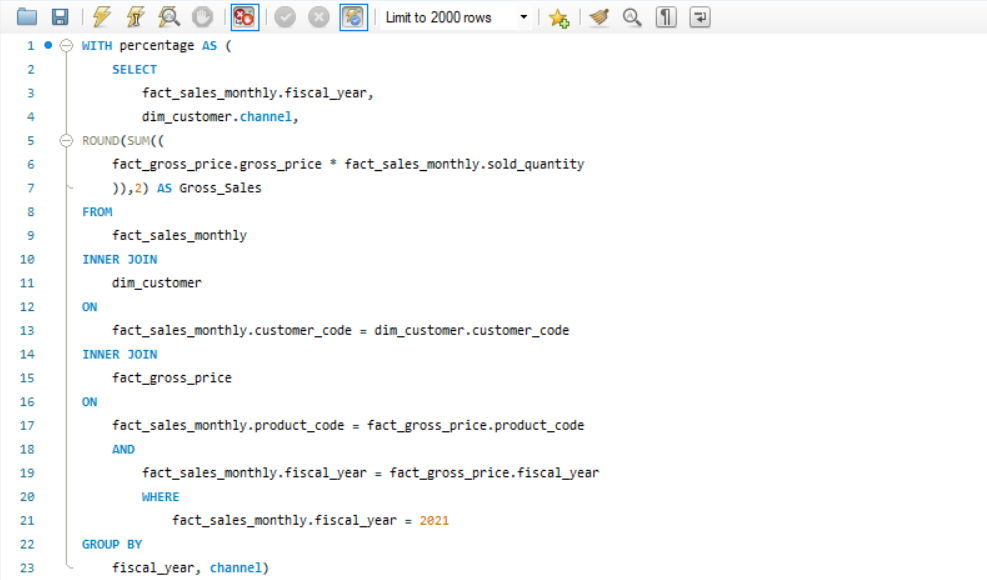 Limit to 2000 rows
1 WITH percentage AS (
2 SELECT
3 fact_sales_monthly.fiscal_year,
4 dim_customer.channel,
5 ROUND(SUM((
6 fact_gross_price.gross_price * fact_sales_monthly.sold_quantity
7 )),2) AS Gross_Sales
8 FROM
9 fact_sales_monthly
10 INNER JOIN
11 dim_customer
12 ON
13 fact_sales_monthly.customer_code = dim_customer.customer_code
14 INNER JOIN
15 fact_gross_price
16 ON
17 fact_sales_monthly.product_code = fact_gross_price.product_code
18 AND
19 fact_sales_monthly.fiscal_year = fact_gross_price.fiscal_year
20 WHERE
21 fact_sales_monthly.fiscal_year = 2021
22 GROUP BY
23 fiscal_year, channel)